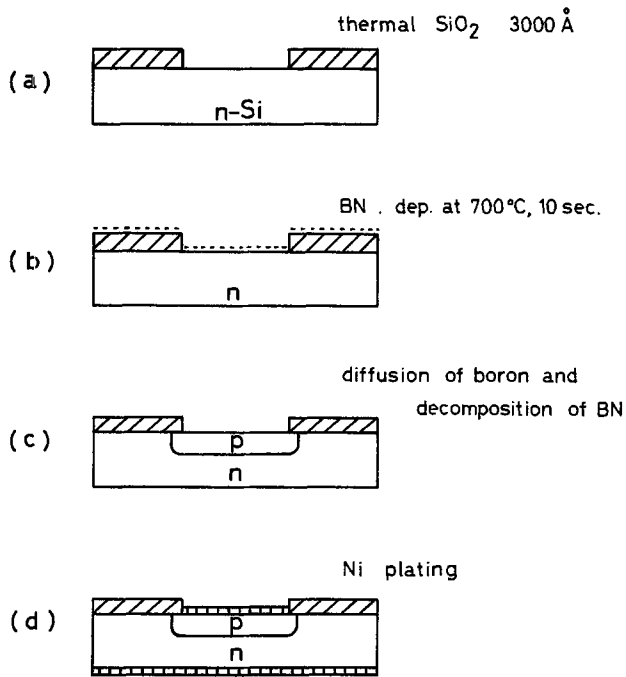 thermal SiO₂ 3000 Å
(a)
n-Si
BN . dep. at 700°C, 10 sec.
(b)
n
diffusion of boron and
decomposition of BN
(c)
p
n
Ni plating
(d)
p
n